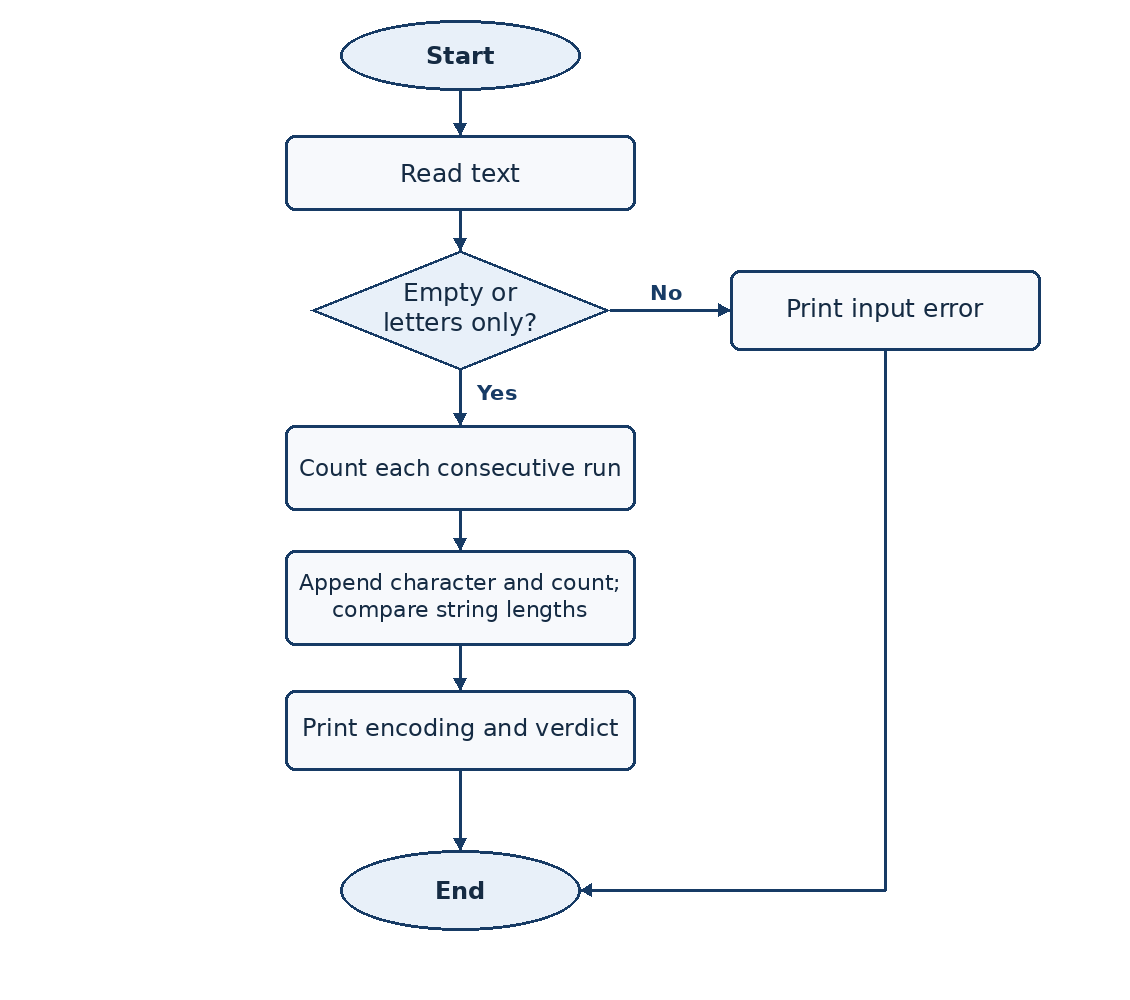 Start
Read text
Empty or
letters only?
No
Print input error
Yes
Count each consecutive run
Append character and count;
compare string lengths
Print encoding and verdict
End